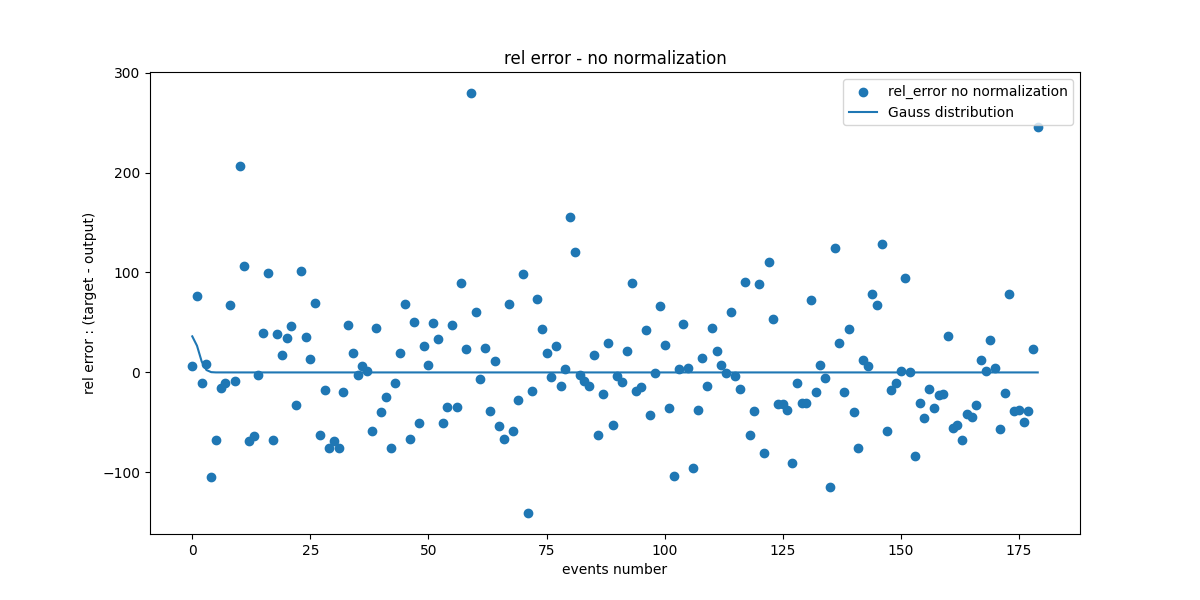 rel error - no normalization
rel error : (target - output)
300
200
100
0
−100
rel_error no normalization
Gauss distribution
0
25
50
75
100
125
150
175
events number